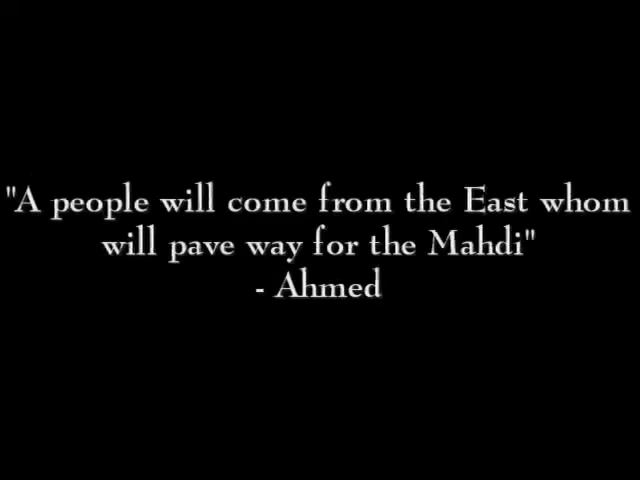 "A people will come from the East whom
will pave way for the Mahdi"
- Ahmed